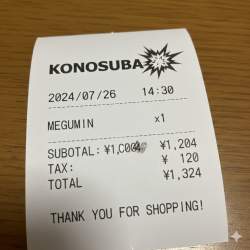 KONOSUBA
2024/07/26 14:30
MEGUMIN x1
SUBTOTAL: ¥1,204
TAX: ¥ 120
TOTAL ¥1,324
THANK YOU FOR SHOPPING!